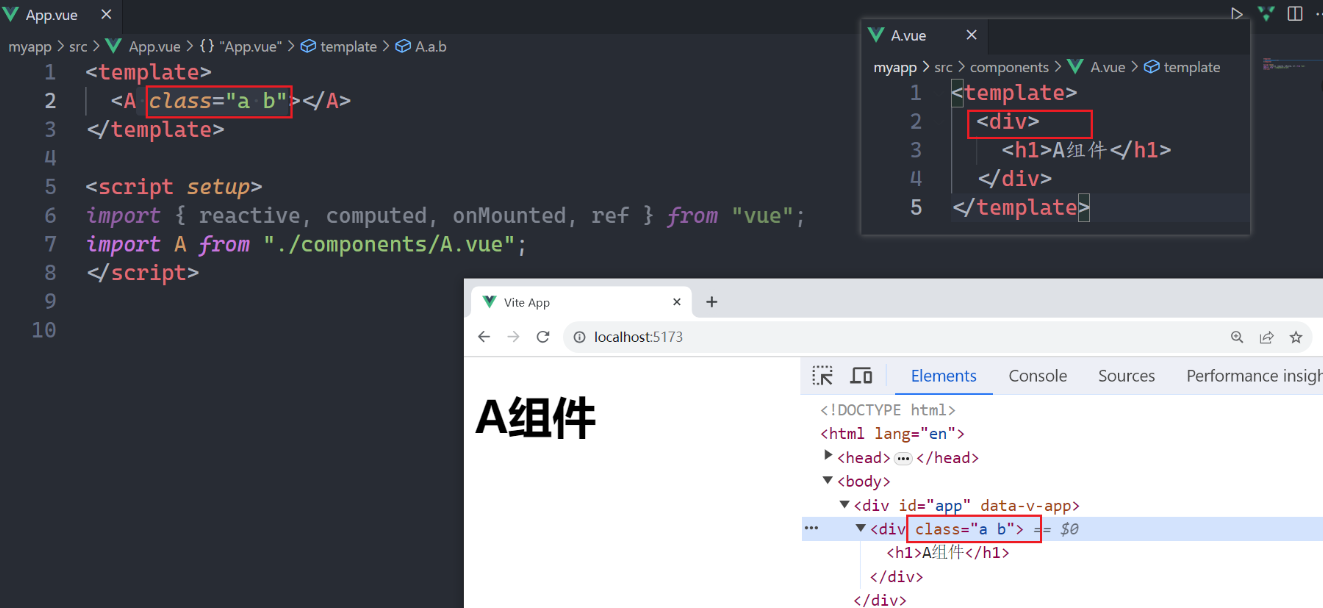 App.vue
myapp > src > App.vue > {} "App.vue" > template > A.a.b
1 <template>
2 <A class="a b"></A>
3 </template>
4
5 <script setup>
6 import { reactive, computed, onMounted, ref } from "vue";
7 import A from "./components/A.vue";
8 </script>
9
10
A.vue
myapp > src > components > A.vue > template
1 <template>
2 <div>
3 <h1>A组件</h1>
4 </div>
5 </template>
Vite App
localhost:5173
A组件
Elements Console Sources Performance insigh
<!DOCTYPE html>
<html lang="en">
<head> ••• </head>
<body>
<div id="app" data-v-app>
••• <div class="a b"> == $0
<h1>A组件</h1>
</div>
</div>